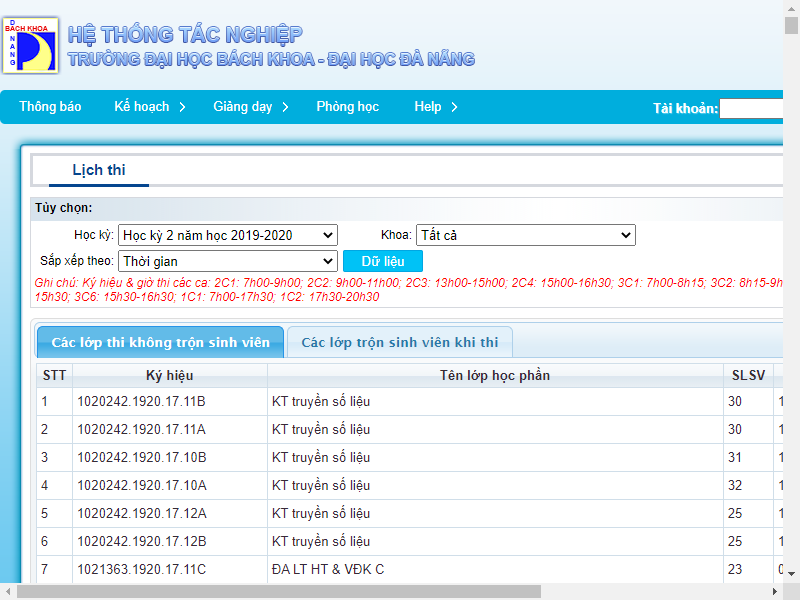 ĐÀ NẴNG
BÁCH KHOA
HỆ THỐNG TÁC NGHIỆP
TRƯỜNG ĐẠI HỌC BÁCH KHOA - ĐẠI HỌC ĐÀ NẴNG
Thông báo Kế hoạch Giảng dạy Phòng học Help Tài khoản:
Lịch thi
Tùy chọn:
Học kỳ: Học kỳ 2 năm học 2019-2020 Khoa: Tất cả
Sắp xếp theo: Thời gian Dữ liệu
Ghi chú: Ký hiệu & giờ thi các ca: 2C1: 7h00-9h00; 2C2: 9h00-11h00; 2C3: 13h00-15h00; 2C4: 15h00-16h30; 3C1: 7h00-8h15; 3C2: 8h15-9h
15h30; 3C6: 15h30-16h30; 1C1: 7h00-17h30; 1C2: 17h30-20h30
Các lớp thi không trộn sinh viên Các lớp trộn sinh viên khi thi
STT Ký hiệu Tên lớp học phần SLSV
1 1020242.1920.17.11B KT truyền số liệu 30
2 1020242.1920.17.11A KT truyền số liệu 30
3 1020242.1920.17.10B KT truyền số liệu 31
4 1020242.1920.17.10A KT truyền số liệu 32
5 1020242.1920.17.12A KT truyền số liệu 25
6 1020242.1920.17.12B KT truyền số liệu 25
7 1021363.1920.17.11C ĐA LT HT & VĐK C 23